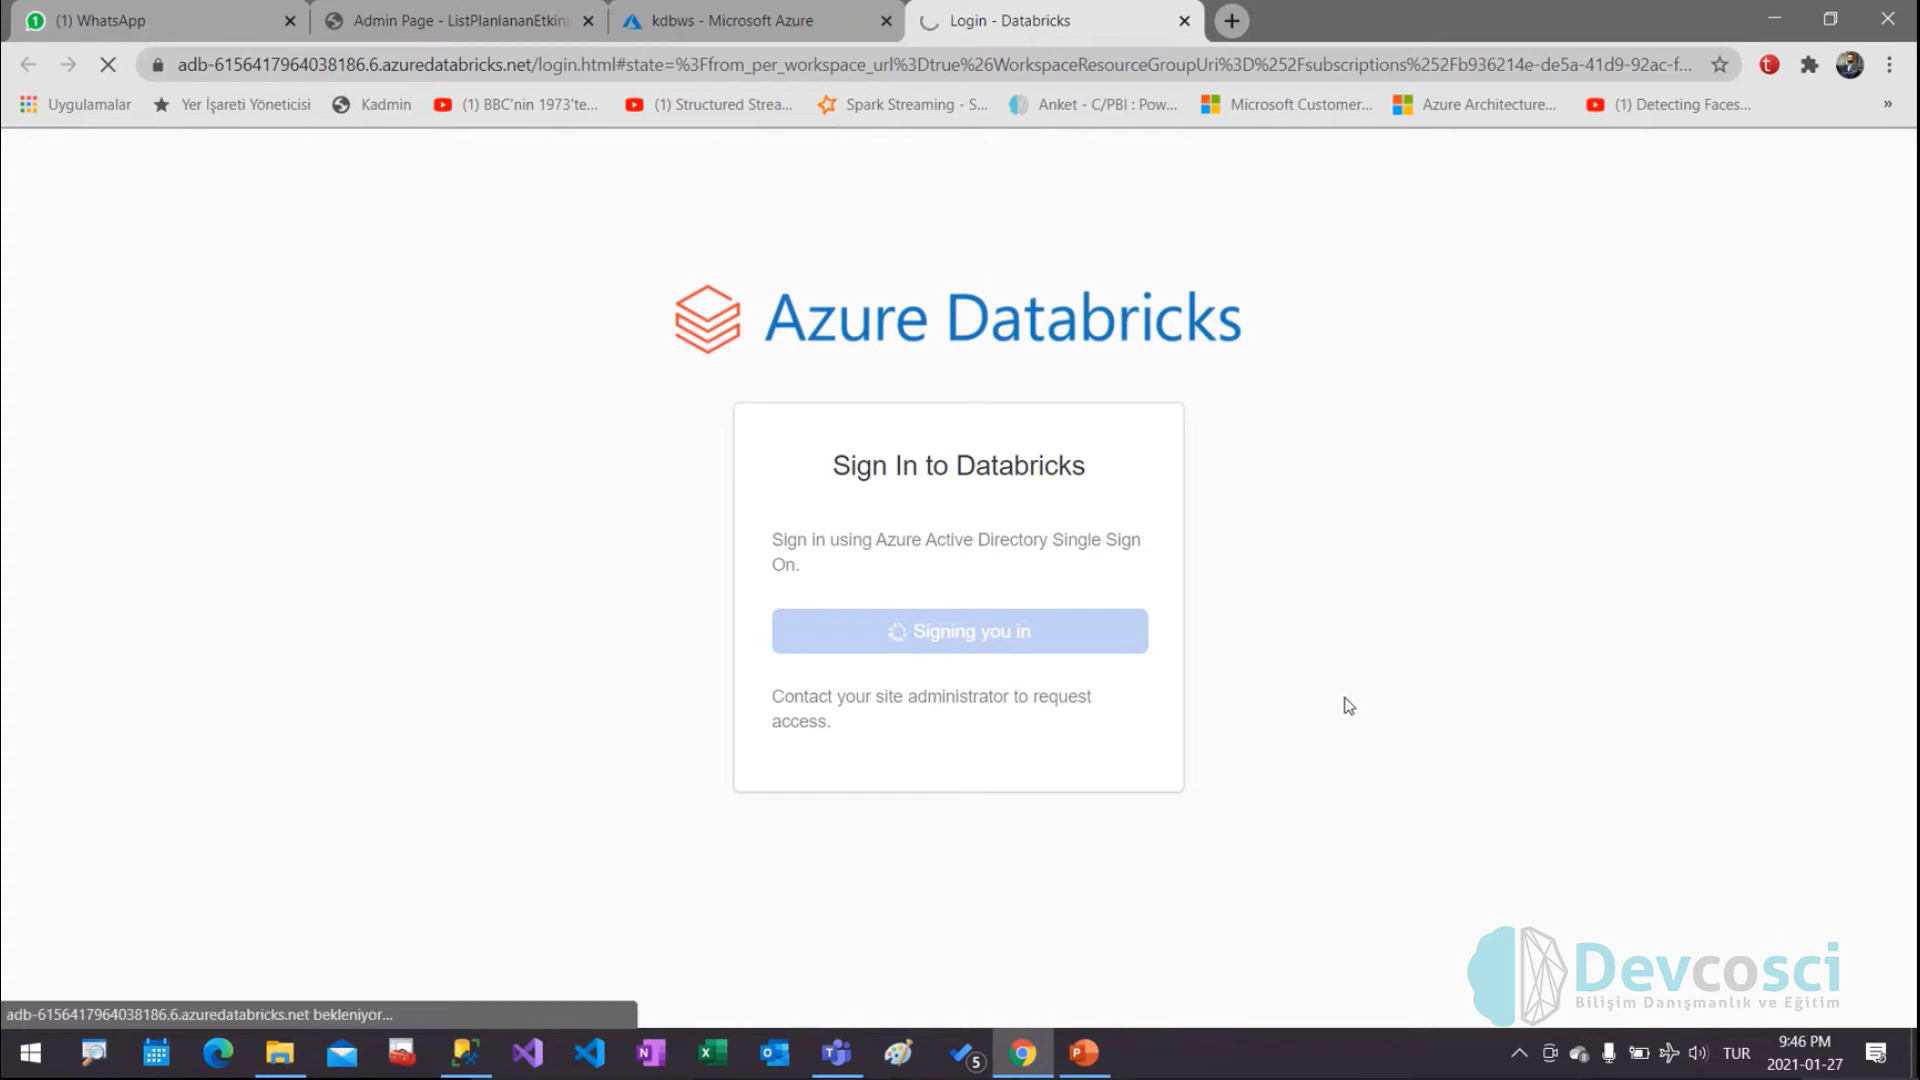 (1) WhatsApp
Admin Page - ListPlanlananEtkin
kdbws - Microsoft Azure
Login - Databricks
adb-6156417964038186.6.azuredatabricks.net/login.html#state=%3Ffrom_per_workspace_url%3Dtrue%26WorkspaceResourceGroupUri%3D%252Fsubscriptions%252Fb936214e-de5a-41d9-92ac-f...
Uygulamalar
Yer İşareti Yöneticisi
Kadmin
(1) BBC'nin 1973'te...
(1) Structured Strea...
Spark Streaming - S...
Anket - C/PBI : Pow...
Microsoft Customer...
Azure Architecture...
(1) Detecting Faces...
»
Azure Databricks
Sign In to Databricks
Sign in using Azure Active Directory Single Sign
On.
Signing you in
Contact your site administrator to request
access.
Devcosci
Bilişim Danışmanlık ve Eğitim
adb-6156417964038186.6.azuredatabricks.net bekleniyor...
5
TUR
9:46 PM
2021-01-27